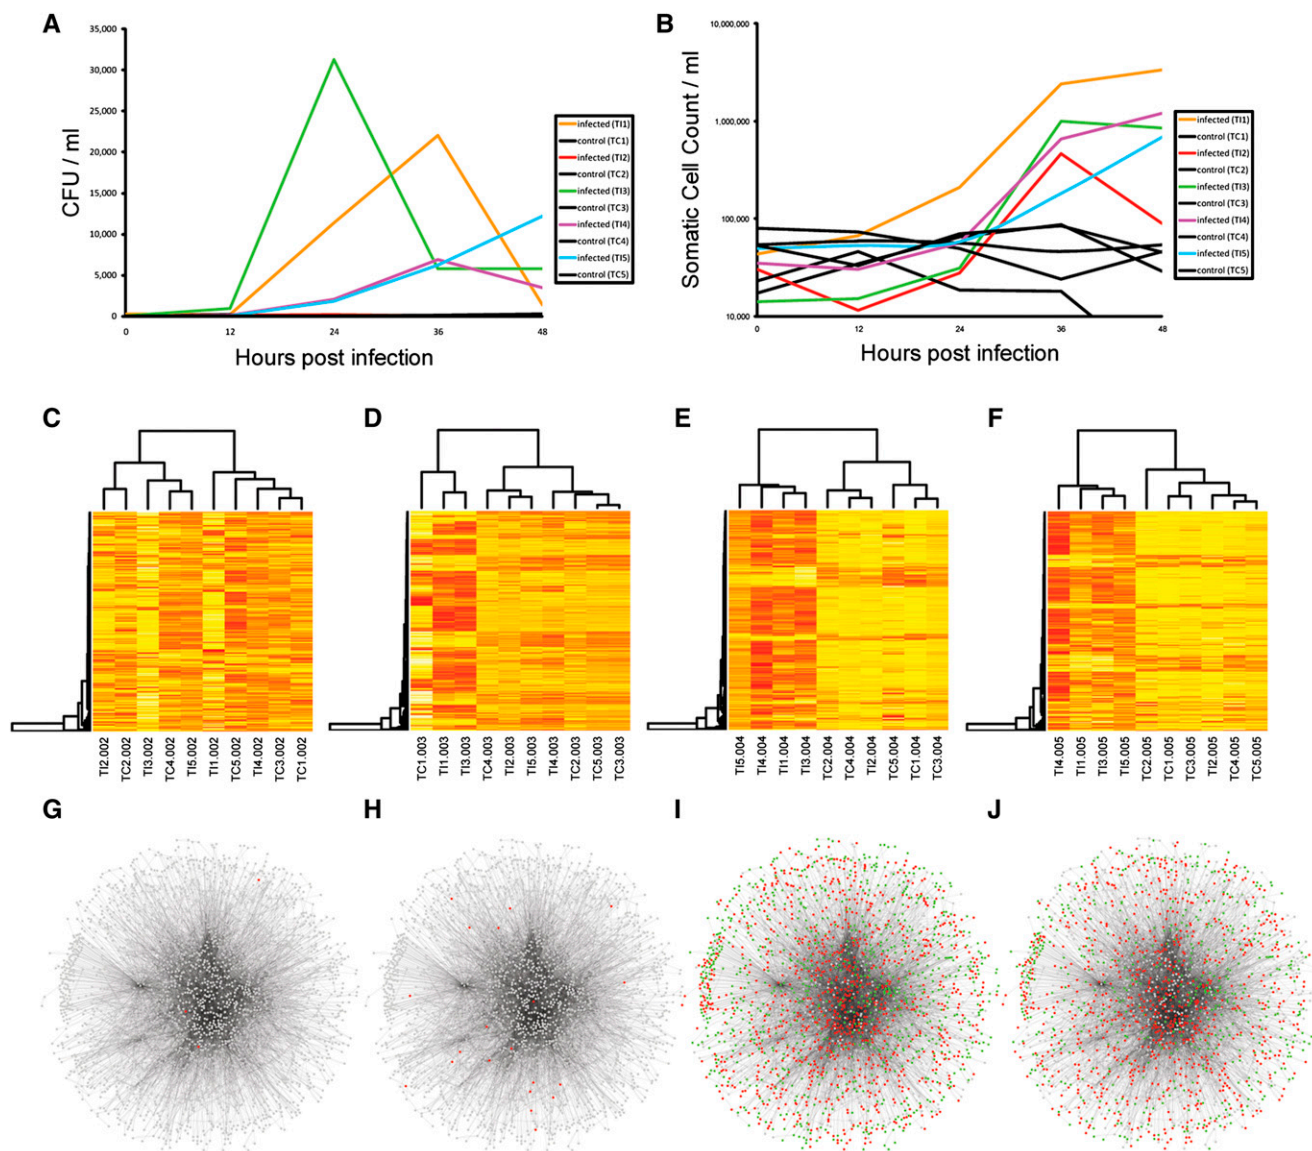 A
CFU / ml
35,000
30,000
25,000
20,000
15,000
10,000
5,000
0
0 12 24 36 48
Hours post infection
infected (TI1)
control (TC1)
infected (TI2)
control (TC2)
infected (TI3)
control (TC3)
infected (TI4)
control (TC4)
infected (TI5)
control (TC5)
B
Somatic Cell Count / ml
10,000,000
1,000,000
100,000
10,000
0 12 24 36 48
Hours post infection
infected (TI1)
control (TC1)
infected (TI2)
control (TC2)
infected (TI3)
control (TC3)
infected (TI4)
control (TC4)
infected (TI5)
control (TC5)
C
TI2.002
TC2.002
TI3.002
TC4.002
TI5.002
TI1.002
TC5.002
TI4.002
TC3.002
TC1.002
D
TC1.003
TI1.003
TI3.003
TC4.003
TI2.003
TI5.003
TI4.003
TC2.003
TC5.003
TC3.003
E
TI5.004
TI4.004
TI1.004
TI3.004
TC2.004
TC4.004
TI2.004
TC5.004
TC1.004
TC3.004
F
TI4.005
TI1.005
TI3.005
TI5.005
TC2.005
TC1.005
TC3.005
TI2.005
TC4.005
TC5.005
G
H
I
J